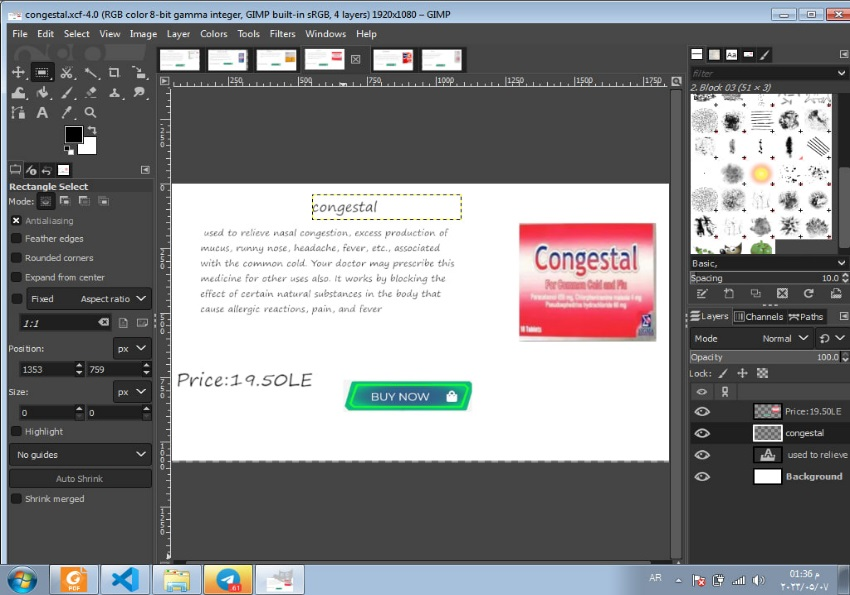 congestal.xcf-4.0 (RGB color 8-bit gamma integer, GIMP built-in sRGB, 4 layers) 1920x1080 – GIMP
File Edit Select View Image Layer Colors Tools Filters Windows Help
250 500 750 1000 1250 1500 1750
filter
2. Block 03 (51 × 3)
Rectangle Select
Mode:
Antialiasing
Feather edges
Rounded corners
Expand from center
Fixed Aspect ratio
1:1
Position: px
1353 759
Size: px
0 0
Highlight
No guides
Auto Shrink
Shrink merged
congestal
used to relieve nasal congestion, excess production of
mucus, runny nose, headache, fever, etc., associated
with the common cold. Your doctor may prescribe this
medicine for other uses also. It works by blocking the
effect of certain natural substances in the body that
cause allergic reactions, pain, and fever
Congestal
For Common Cold and Flu
10 Tablets
Price:19.50LE
BUY NOW
Basic,
Spacing 10.0
Layers Channels Paths
Mode Normal
Opacity 100.0
Lock:
Price:19.50LE
congestal
used to relieve
Background
PDF
61
AR
01:36 م
٢٠٢٣/٠٥/٠٧